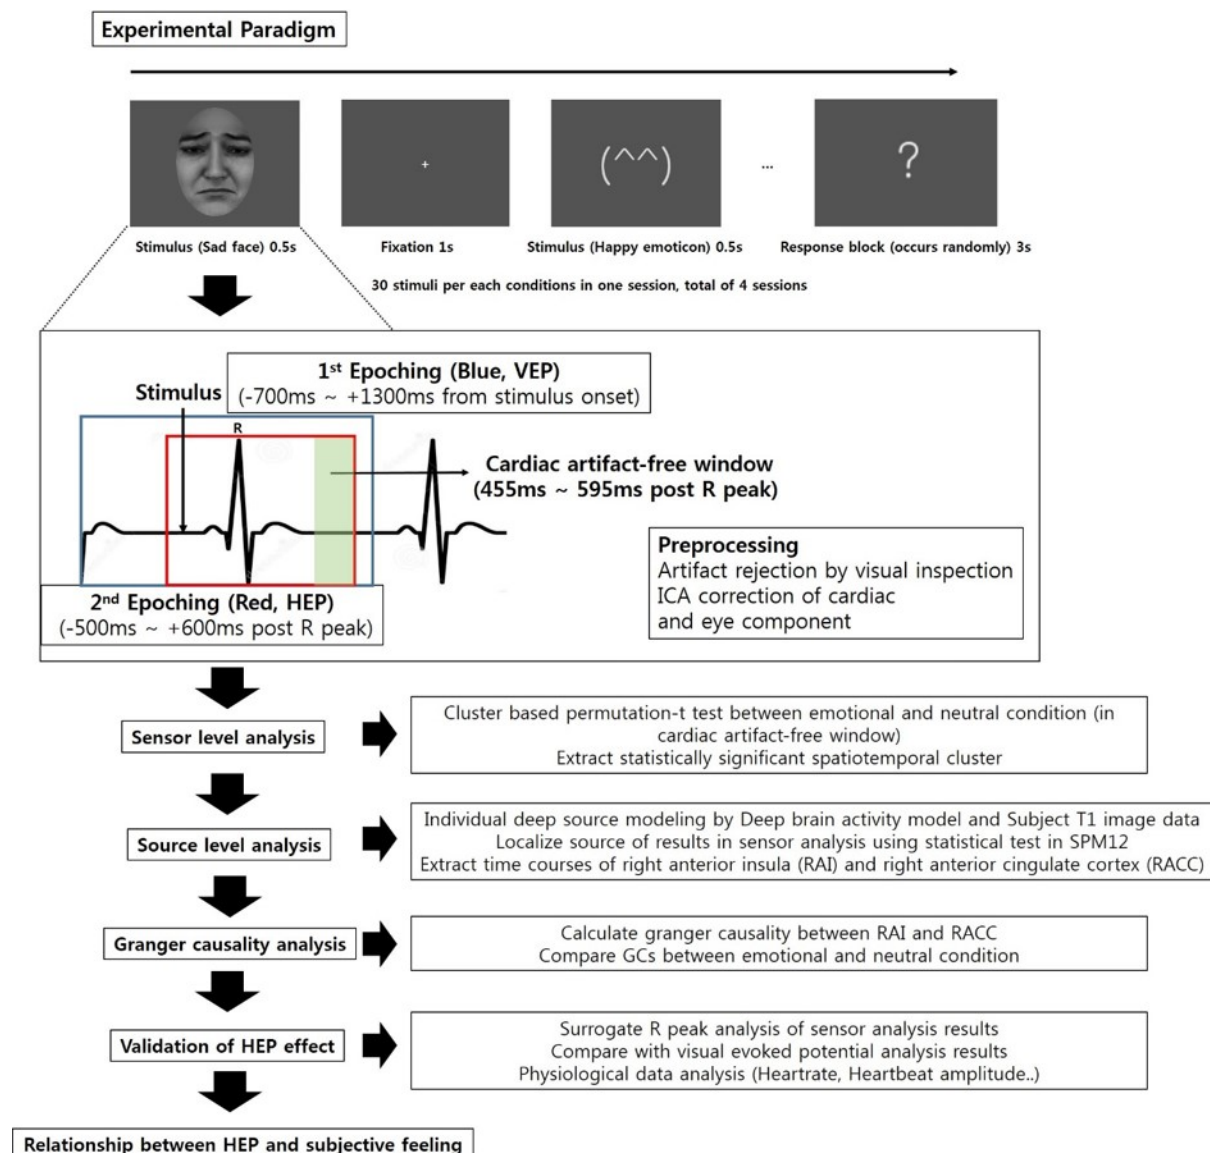 Experimental Paradigm
(^^)
...
?
Stimulus (Sad face) 0.5s
Fixation 1s
Stimulus (Happy emoticon) 0.5s
Response block (occurs randomly) 3s
30 stimuli per each conditions in one session, total of 4 sessions
1st Epoching (Blue, VEP)
(-700ms ~ +1300ms from stimulus onset)
Stimulus
R
Cardiac artifact-free window
(455ms ~ 595ms post R peak)
Preprocessing
Artifact rejection by visual inspection
ICA correction of cardiac
and eye component
2nd Epoching (Red, HEP)
(-500ms ~ +600ms post R peak)
Sensor level analysis
Cluster based permutation-t test between emotional and neutral condition (in
cardiac artifact-free window)
Extract statistically significant spatiotemporal cluster
Source level analysis
Individual deep source modeling by Deep brain activity model and Subject T1 image data
Localize source of results in sensor analysis using statistical test in SPM12
Extract time courses of right anterior insula (RAI) and right anterior cingulate cortex (RACC)
Granger causality analysis
Calculate granger causality between RAI and RACC
Compare GCs between emotional and neutral condition
Validation of HEP effect
Surrogate R peak analysis of sensor analysis results
Compare with visual evoked potential analysis results
Physiological data analysis (Heartrate, Heartbeat amplitude..)
Relationship between HEP and subjective feeling